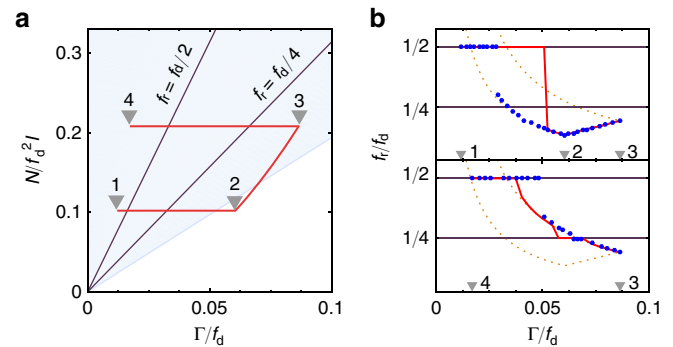 a
b
0.3
0.2
0.1
0
N/f_d²I
f_r = f_d/2
f_r = f_d/4
4
3
1
2
0
0.05
0.1
Γ/f_d
1/2
1/4
1
2
3
f_r/f_d
1/2
1/4
4
3
0
0.05
0.1
Γ/f_d